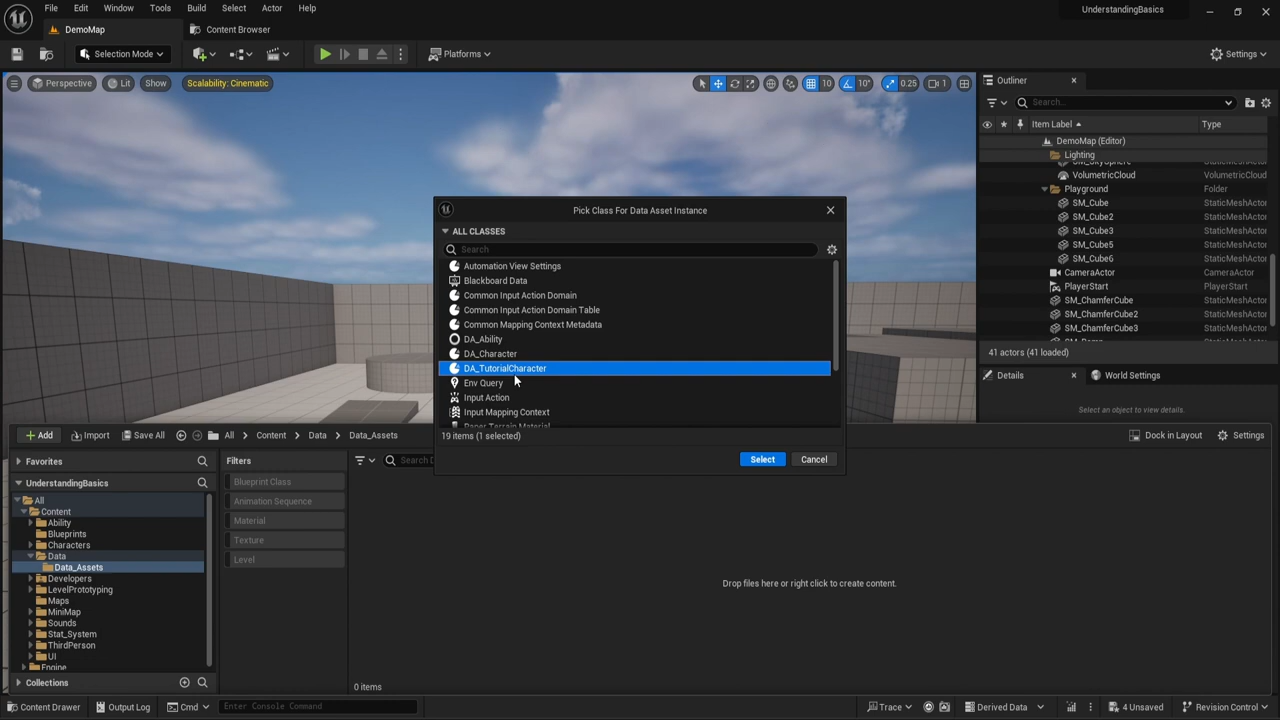 File Edit Window Tools Build Select Actor Help
UnderstandingBasics
DemoMap
Content Browser
Selection Mode
Platforms
Settings
Perspective
Lit
Show
Scalability: Cinematic
10
10°
0.25
1
Outliner
Search...
Item Label
Type
DemoMap (Editor)
Lighting
VolumetricCloud VolumetricCloud
Playground Folder
SM_Cube StaticMeshActor
SM_Cube2 StaticMeshActor
SM_Cube3 StaticMeshActor
SM_Cube5 StaticMeshActor
SM_Cube6 StaticMeshActor
CameraActor CameraActor
PlayerStart PlayerStart
SM_ChamferCube StaticMeshActor
SM_ChamferCube2 StaticMeshActor
SM_ChamferCube3 StaticMeshActor
41 actors (41 loaded)
Details
World Settings
Select an object to view details.
Pick Class For Data Asset Instance
ALL CLASSES
Search
Automation View Settings
Blackboard Data
Common Input Action Domain
Common Input Action Domain Table
Common Mapping Context Metadata
DA_Ability
DA_Character
DA_TutorialCharacter
Env Query
Input Action
Input Mapping Context
Paper Terrain Material
19 items (1 selected)
Select
Cancel
Add
Import
Save All
All
Content
Data
Data_Assets
Dock in Layout
Settings
Favorites
UnderstandingBasics
All
Content
Ability
Blueprints
Characters
Data
Data_Assets
Developers
LevelPrototyping
Maps
MiniMap
Sounds
Stat_System
ThirdPerson
UI
Engine
Collections
Filters
Blueprint Class
Animation Sequence
Material
Texture
Level
Drop files here or right click to create content.
0 items
Content Drawer
Output Log
Cmd
Enter Console Command
Trace
Derived Data
4 Unsaved
Revision Control